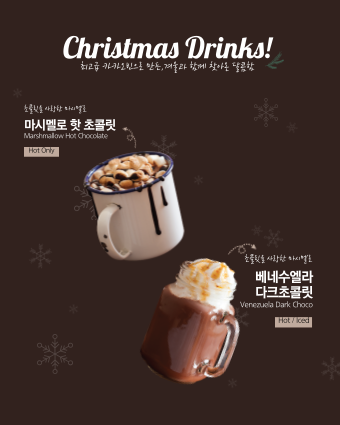 Christmas Drinks!
최고급 카카오빈으로 만든, 겨울과 함께 찾아온 달콤함
초콜릿을 사랑한 마시멜로
마시멜로 핫 초콜릿
Marshmallow Hot Chocolate
Hot Only
초콜릿을 사랑한 마시멜로
베네수엘라
다크초콜릿
Venezuela Dark Choco
Hot / Iced